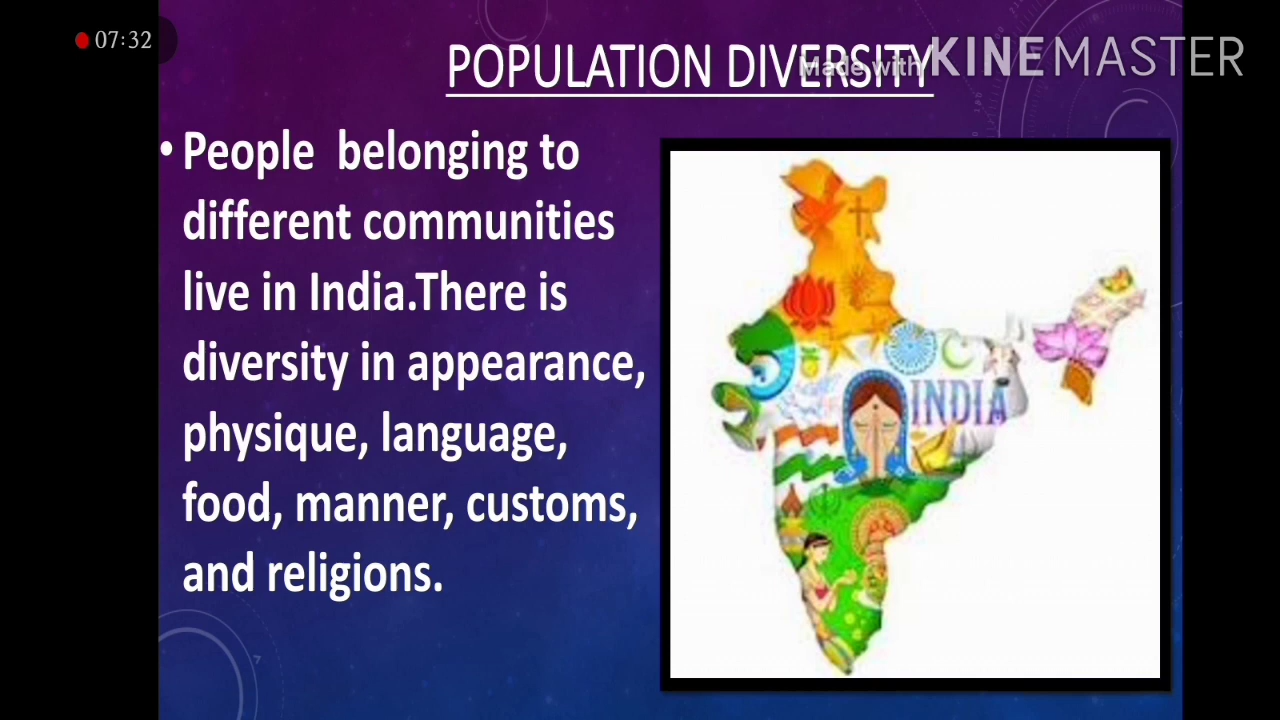 07:32
POPULATION DIVERSITY
Made with KINEMASTER
• People belonging to
different communities
live in India.There is
diversity in appearance,
physique, language,
food, manner, customs,
and religions.
INDIA